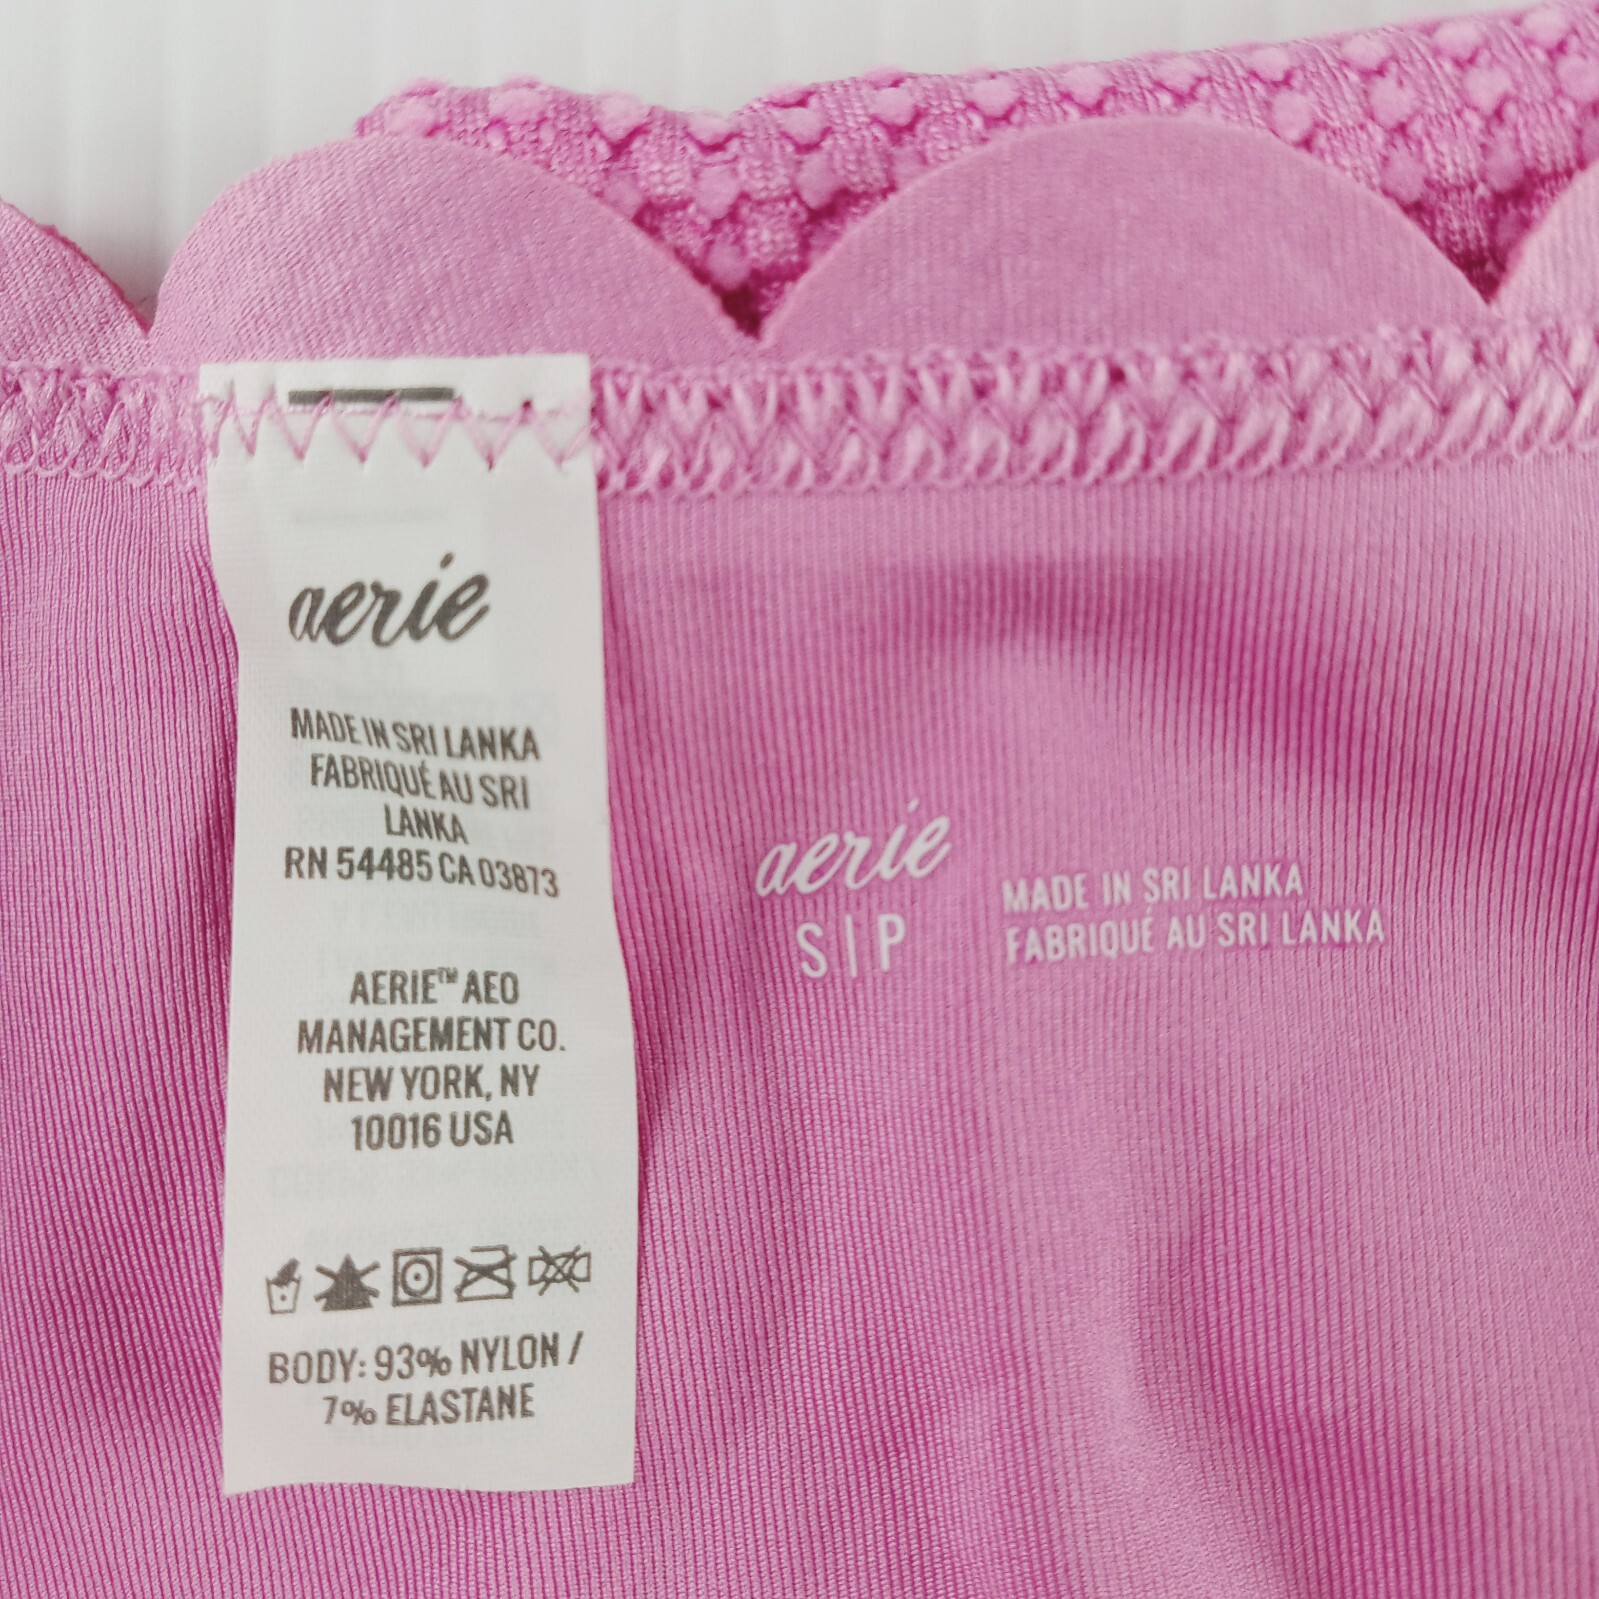 aerie
MADE IN SRI LANKA
FABRIQUÉ AU SRI
LANKA
RN 54485 CA 03873
AERIE™ AEO
MANAGEMENT CO.
NEW YORK, NY
10016 USA
BODY: 93% NYLON /
7% ELASTANE
aerie
S|P
MADE IN SRI LANKA
FABRIQUÉ AU SRI LANKA